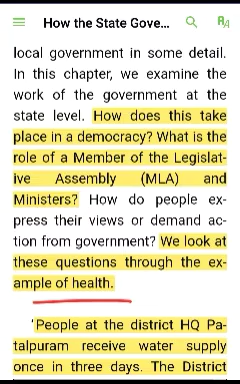 How the State Gove...
local government in some detail.
In this chapter, we examine the
work of the government at the
state level. How does this take
place in a democracy? What is the
role of a Member of the Legislat-
ive Assembly (MLA) and
Ministers? How do people ex-
press their views or demand ac-
tion from government? We look at
these questions through the ex-
ample of health.
'People at the district HQ Pa-
talpuram receive water supply
once in three days. The District